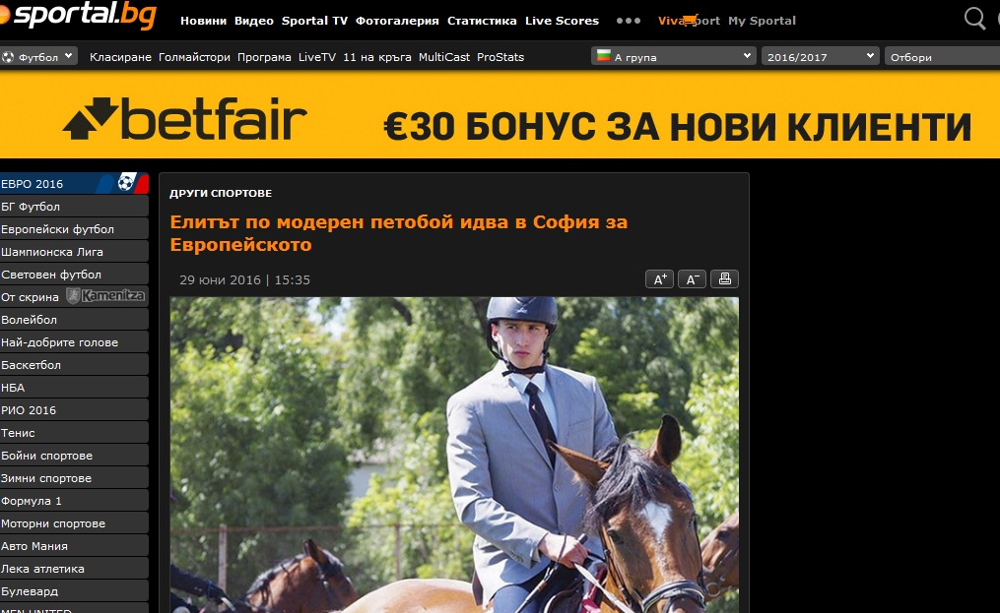 sportal.bg
Новини Видео Sportal TV Фотогалерия Статистика Live Scores VivaSport My Sportal
Футбол Класиране Голмайстори Програма LiveTV 11 на кръга MultiCast ProStats А група 2016/2017 Отбори
betfair €30 БОНУС ЗА НОВИ КЛИЕНТИ
ЕВРО 2016
БГ Футбол
Европейски футбол
Шампионска Лига
Световен футбол
От скрина Kamenitza
Волейбол
Най-добрите голове
Баскетбол
НБА
РИО 2016
Тенис
Бойни спортове
Зимни спортове
Формула 1
Моторни спортове
Авто Мания
Лека атлетика
Булевард
MEN UNITED
ДРУГИ СПОРТОВЕ
Елитът по модерен петобой идва в София за
Европейското
29 юни 2016 | 15:35
A+ A-